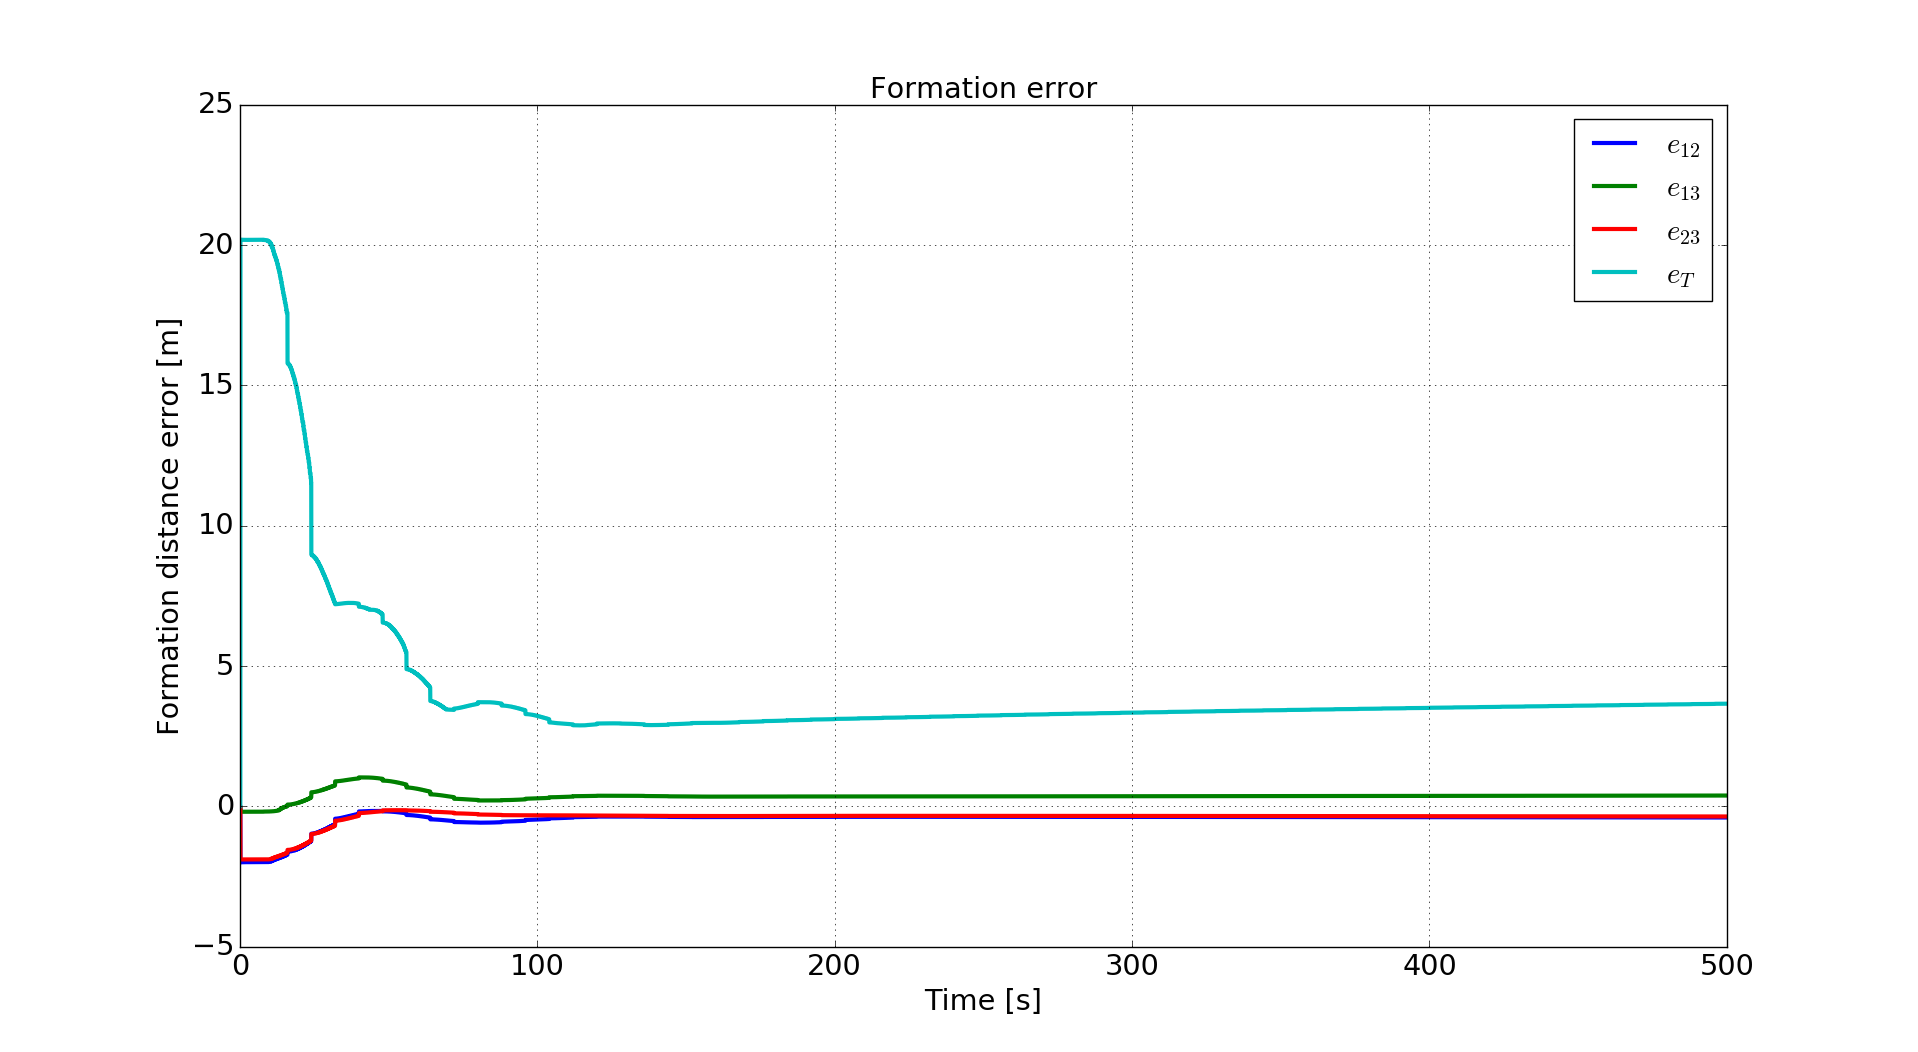 Formation error
25
20
15
10
5
0
−5
Formation distance error [m]
0 100 200 300 400 500
Time [s]
e12
e13
e23
eT